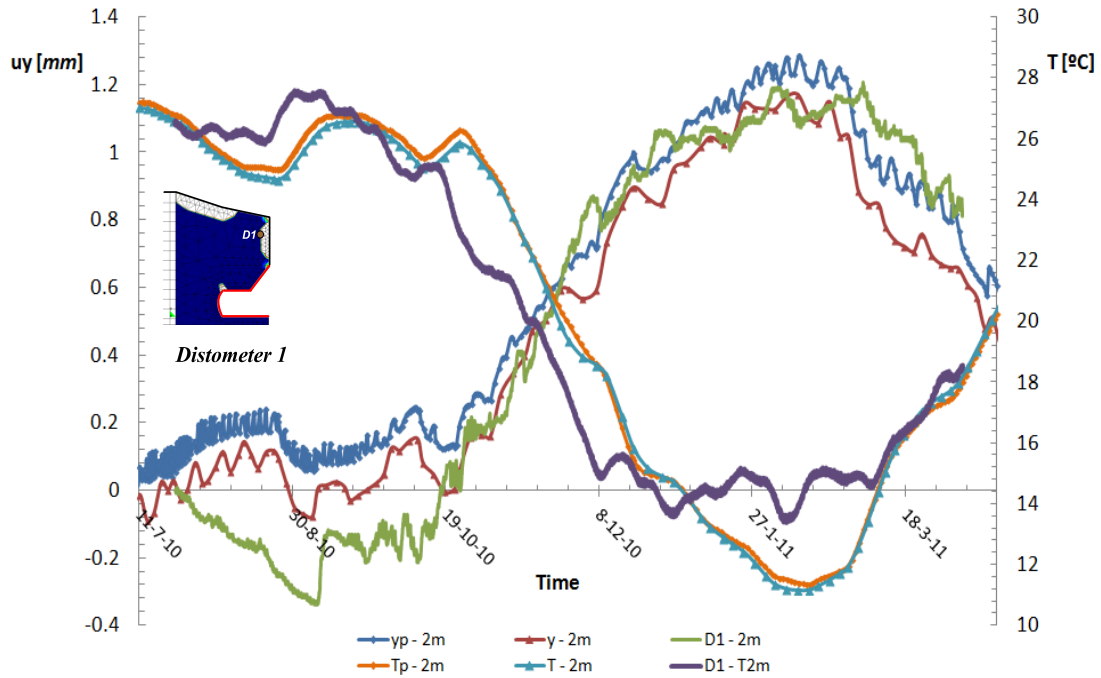 1.4
1.2
1
0.8
0.6
0.4
0.2
0
-0.2
-0.4
uy [mm]
30
28
26
24
22
20
18
16
14
12
10
T [ºC]
D1
Distometer 1
11-7-10
30-8-10
19-10-10
8-12-10
27-1-11
18-3-11
Time
yp - 2m
y - 2m
D1 - 2m
Tp - 2m
T - 2m
D1 - T2m